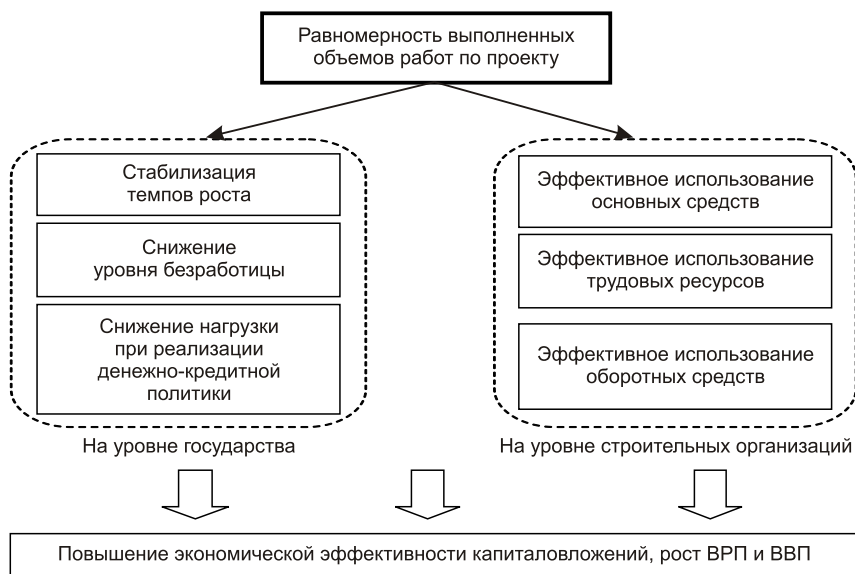 Равномерность выполненных
объемов работ по проекту
Стабилизация
темпов роста
Снижение
уровня безработицы
Снижение нагрузки
при реализации
денежно-кредитной
политики
На уровне государства
Эффективное использование
основных средств
Эффективное использование
трудовых ресурсов
Эффективное использование
оборотных средств
На уровне строительных организаций
Повышение экономической эффективности капиталовложений, рост ВРП и ВВП